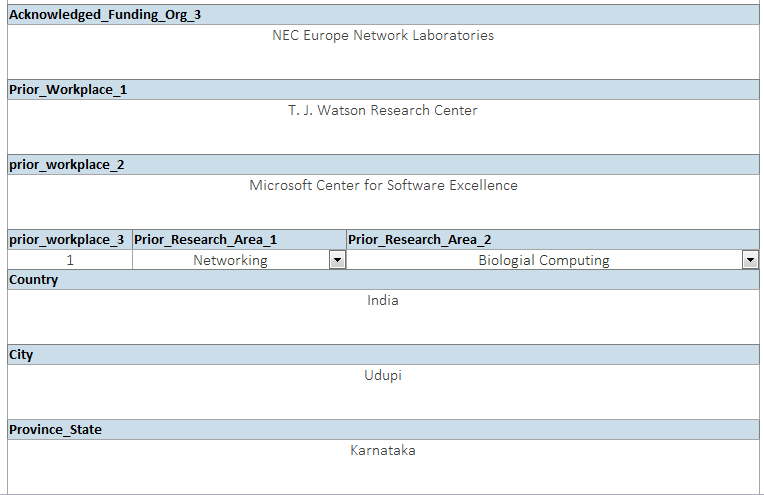 Acknowledged_Funding_Org_3
NEC Europe Network Laboratories
Prior_Workplace_1
T. J. Watson Research Center
prior_workplace_2
Microsoft Center for Software Excellence
prior_workplace_3 Prior_Research_Area_1 Prior_Research_Area_2
1 Networking Biologial Computing
Country
India
City
Udupi
Province_State
Karnataka